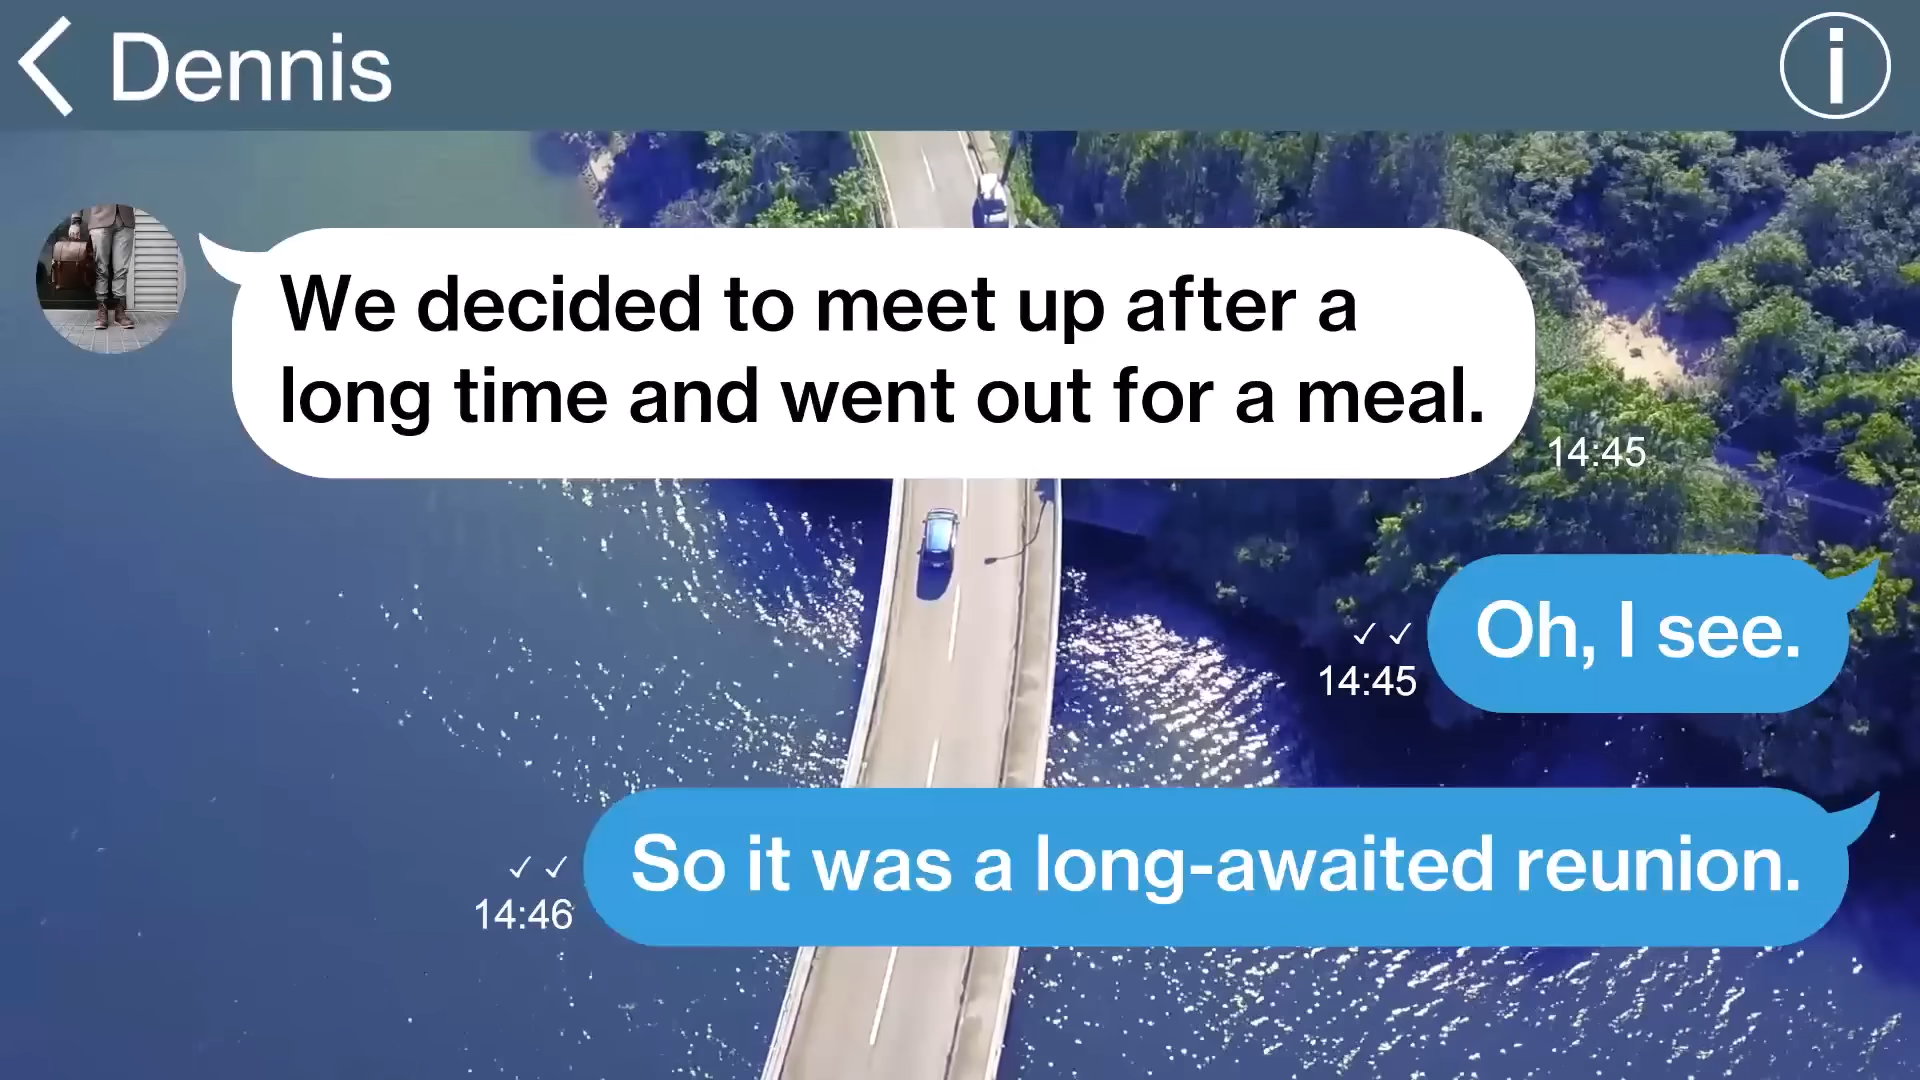 Dennis
We decided to meet up after a
long time and went out for a meal.
14:45
Oh, I see.
14:45
So it was a long-awaited reunion.
14:46